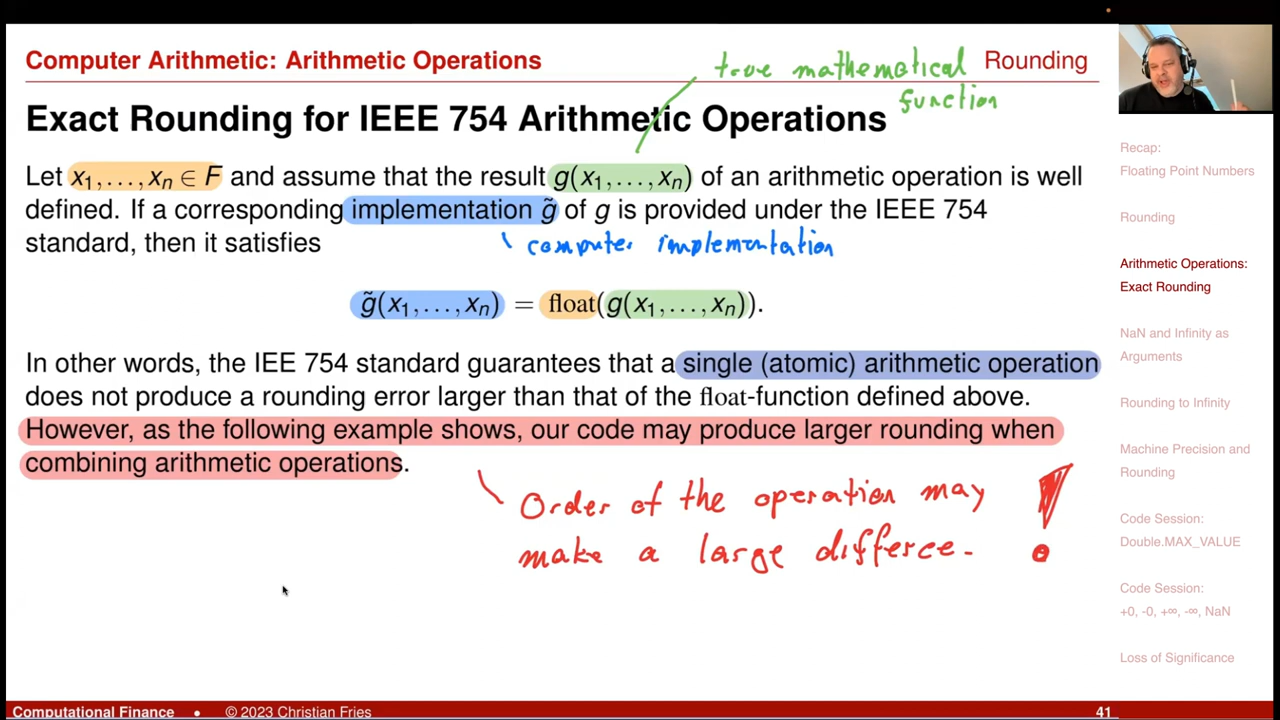 Computer Arithmetic: Arithmetic Operations
Rounding
true mathematical
function
Exact Rounding for IEEE 754 Arithmetic Operations
Let x₁,…,xₙ ∈ F and assume that the result g(x₁,…,xₙ) of an arithmetic operation is well
defined. If a corresponding implementation g̃ of g is provided under the IEEE 754
standard, then it satisfies
computer implementation
g̃(x₁,…,xₙ) = float(g(x₁,…,xₙ)).
In other words, the IEE 754 standard guarantees that a single (atomic) arithmetic operation
does not produce a rounding error larger than that of the float-function defined above.
However, as the following example shows, our code may produce larger rounding when
combining arithmetic operations.
Order of the operation may
make a large differce. !
Recap:
Floating Point Numbers
Rounding
Arithmetic Operations:
Exact Rounding
NaN and Infinity as
Arguments
Rounding to Infinity
Machine Precision and
Rounding
Code Session:
Double.MAX_VALUE
Code Session:
+0, -0, +∞, -∞, NaN
Loss of Significance
Computational Finance • © 2023 Christian Fries
41